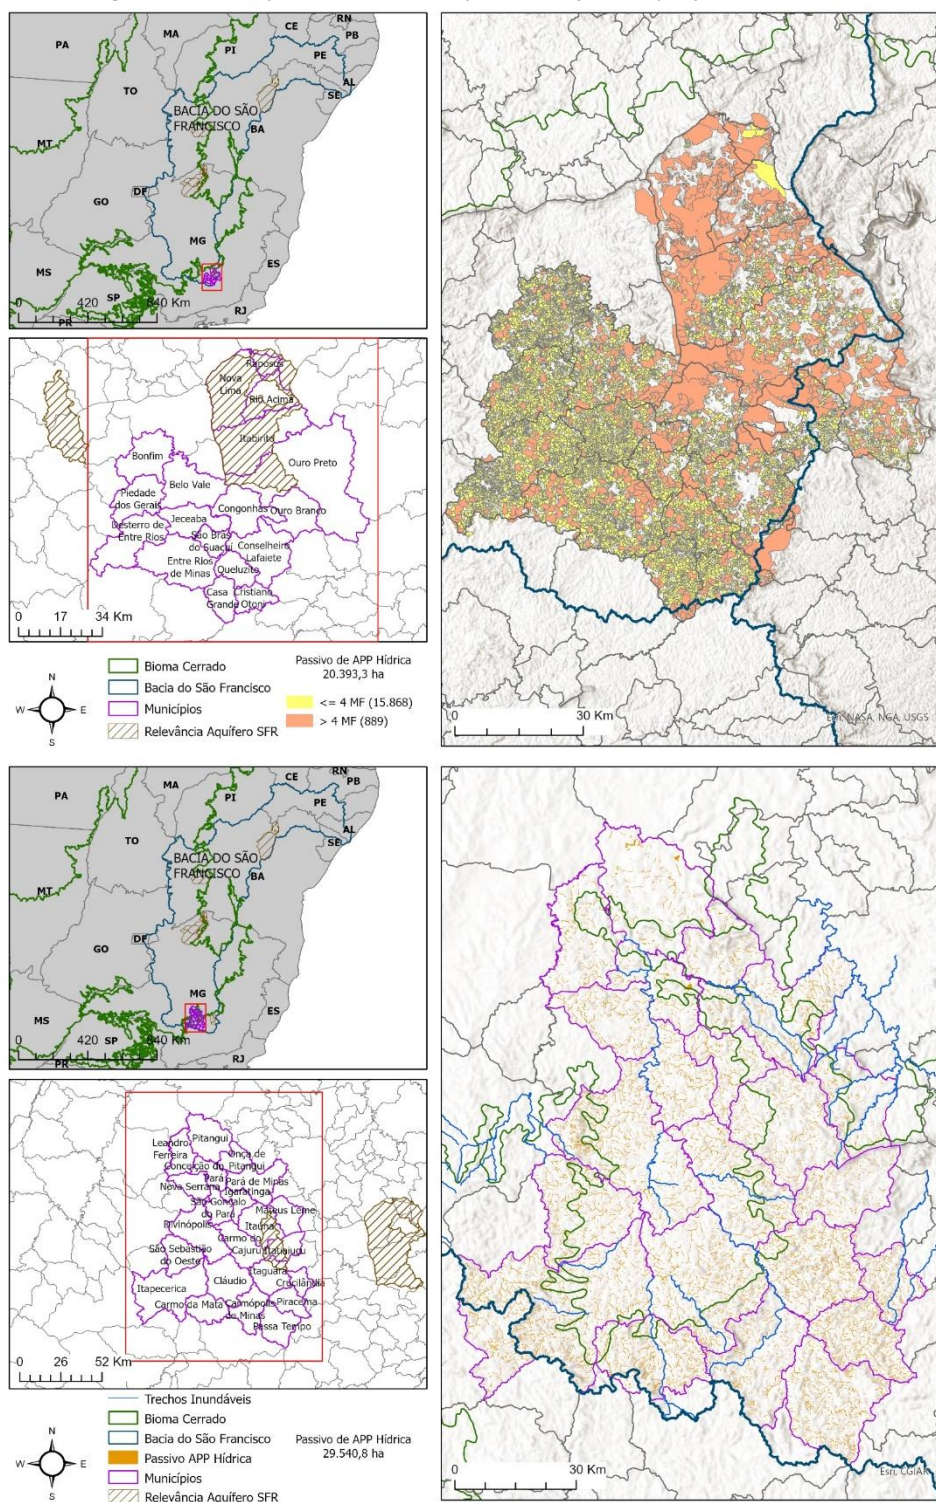 RN
CE
MA
PB
PA
PI
PE
TO
AL
SE
BACIA DO SÃO
FRANCISCO
BA
MT
DF
GO
MG
MS
ES
SP
0 420 840 Km
RJ
PR
Raposos
Nova
Lima
Rio Acima
Itabirito
Bonfim
Ouro Preto
Belo Vale
Piedade
dos Gerais
Congonhas
Ouro Branco
Jeceaba
Desterro de
Entre Rios
São Brás
do Suaçuí
Conselheiro
Lafaiete
Entre Rios
de Minas
Queluzito
Casa
Grande
Cristiano
Otoni
0 17 34 Km
N
W
E
S
Bioma Cerrado
Bacia do São Francisco
Municípios
Relevância Aquífero SFR
Passivo de APP Hídrica
20.393,3 ha
<= 4 MF (15.868)
> 4 MF (889)
0 30 Km
Esri, NASA, NGA, USGS
RN
CE
MA
PB
PA
PI
PE
TO
AL
SE
BACIA DO SÃO
FRANCISCO
BA
MT
DF
GO
MG
MS
ES
SP
0 420 840 Km
RJ
PR
Leandro
Ferreira
Pitangui
Onça de
Pitangui
Conceição do
Pará
Pará de Minas
Nova Serrana
Igaratinga
São Gonçalo
do Pará
Mateus Leme
Divinópolis
Itaúna
Carmo do
Cajuru
Itatiaiuçu
São Sebastião
do Oeste
Itaguara
Cláudio
Crucilândia
Itapecerica
Carmo da Mata
Carmópolis
de Minas
Piracema
Passa Tempo
0 26 52 Km
N
W
E
S
Trechos Inundáveis
Bioma Cerrado
Bacia do São Francisco
Passivo APP Hídrica
Municípios
Relevância Aquífero SFR
Passivo de APP Hídrica
29.540,8 ha
0 30 Km
Esri, CGIAR